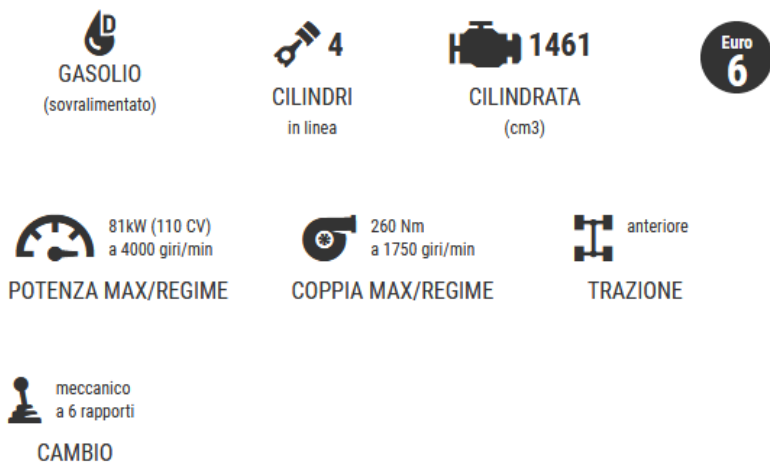 D
GASOLIO
(sovralimentato)
4
CILINDRI
in linea
1461
CILINDRATA
(cm3)
Euro
6
81kW (110 CV)
a 4000 giri/min
POTENZA MAX/REGIME
260 Nm
a 1750 giri/min
COPPIA MAX/REGIME
anteriore
TRAZIONE
meccanico
a 6 rapporti
CAMBIO